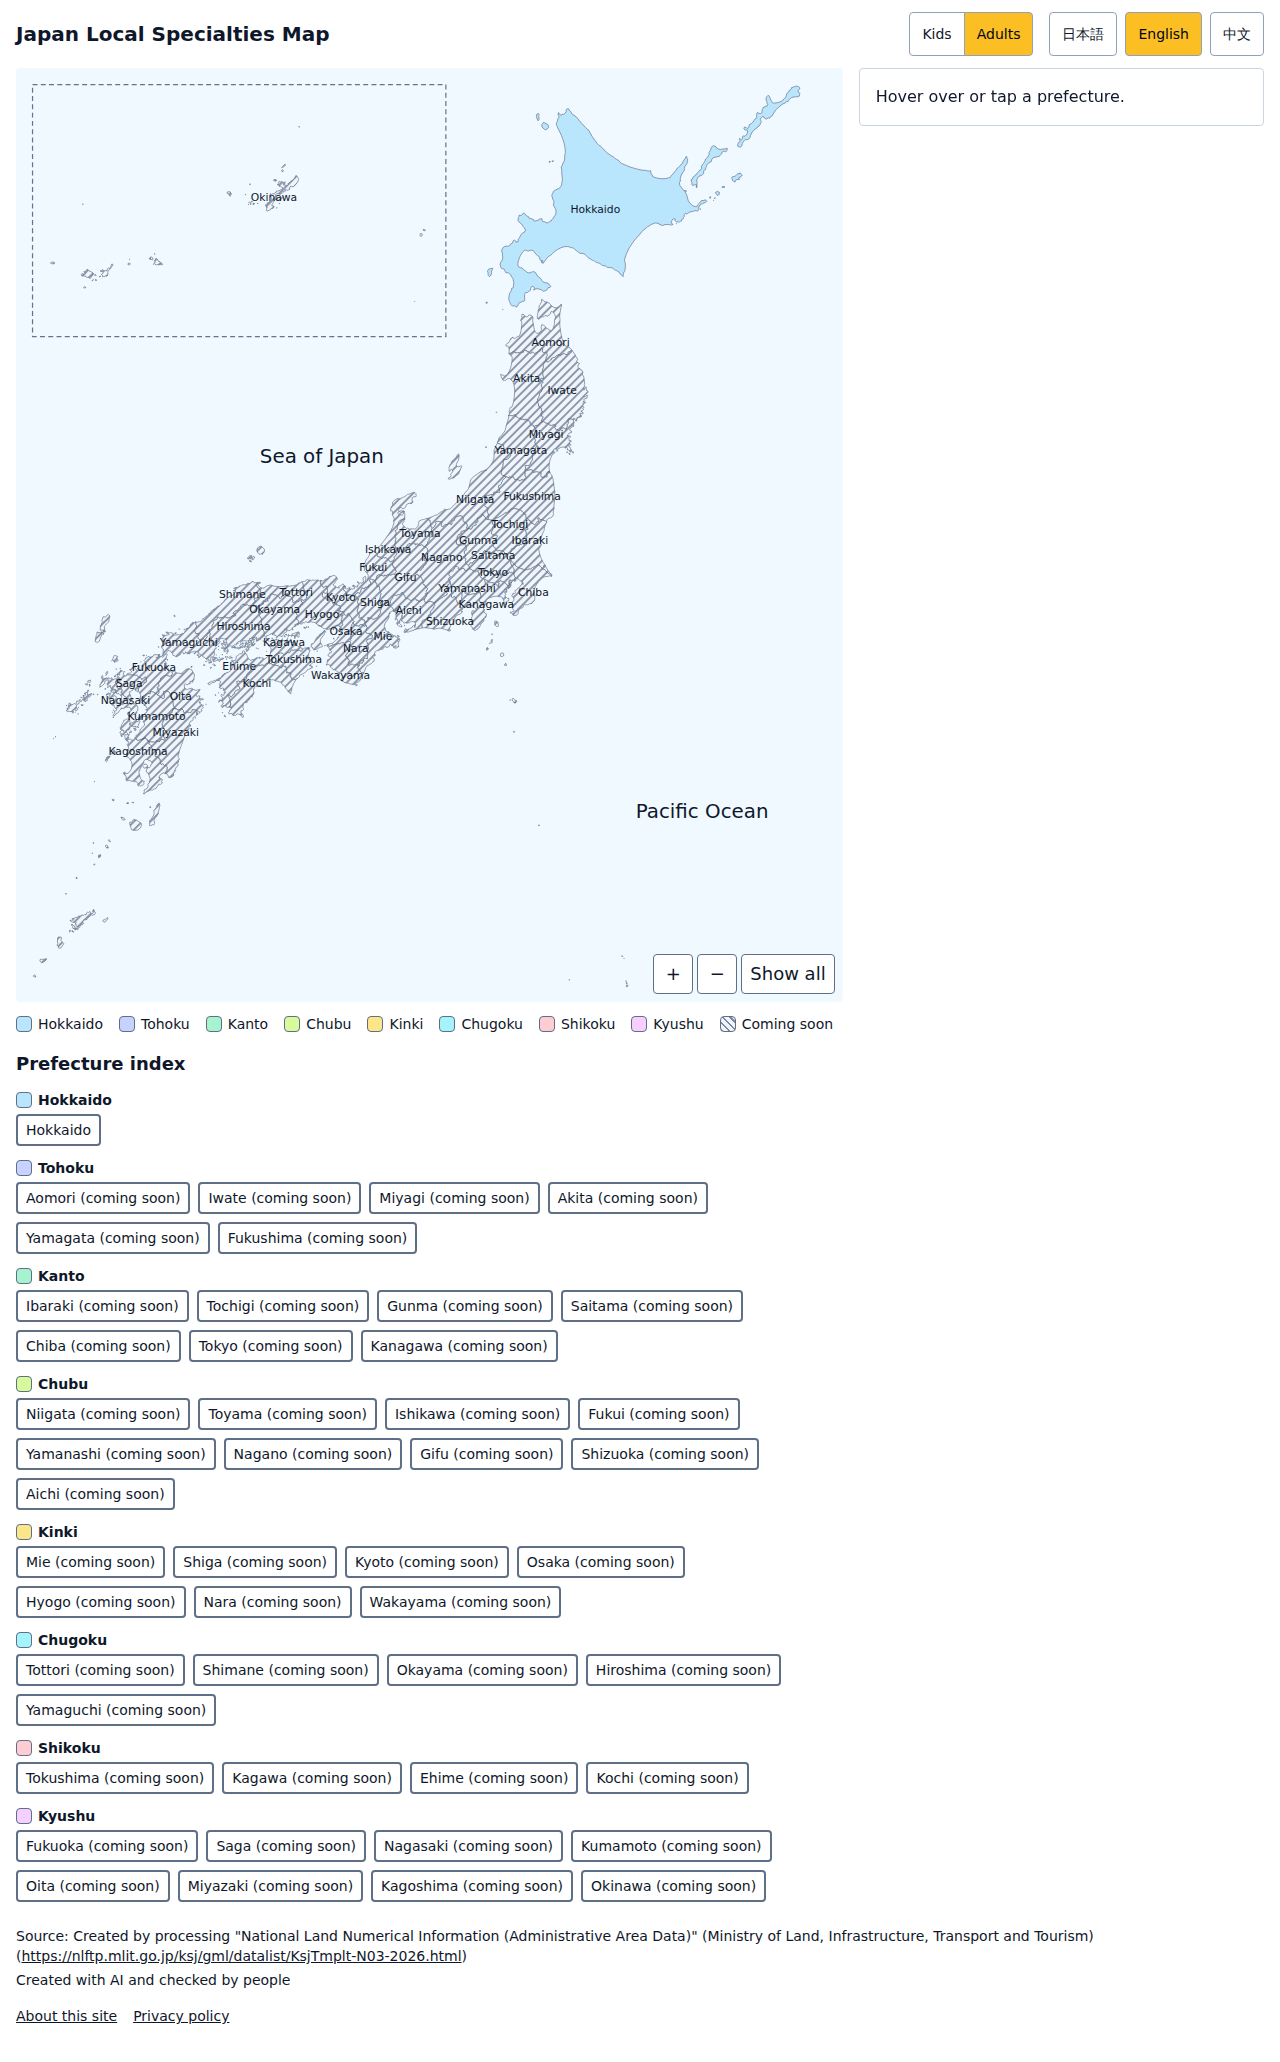 Japan Local Specialties Map
Kids Adults 日本語 English 中文
Hover over or tap a prefecture.
Okinawa
Hokkaido
Aomori
Akita
Iwate
Miyagi
Yamagata
Sea of Japan
Niigata
Fukushima
Tochigi
Toyama
Gunma
Ibaraki
Ishikawa
Nagano
Saitama
Fukui
Tokyo
Gifu
Yamanashi
Chiba
Shimane
Tottori
Kyoto
Shiga
Kanagawa
Okayama
Hyogo
Aichi
Shizuoka
Hiroshima
Osaka
Mie
Yamaguchi
Kagawa
Nara
Tokushima
Fukuoka
Ehime
Wakayama
Saga
Kochi
Nagasaki
Oita
Kumamoto
Miyazaki
Kagoshima
Pacific Ocean
+ − Show all
Hokkaido Tohoku Kanto Chubu Kinki Chugoku Shikoku Kyushu Coming soon
Prefecture index
Hokkaido
Hokkaido
Tohoku
Aomori (coming soon) Iwate (coming soon) Miyagi (coming soon) Akita (coming soon)
Yamagata (coming soon) Fukushima (coming soon)
Kanto
Ibaraki (coming soon) Tochigi (coming soon) Gunma (coming soon) Saitama (coming soon)
Chiba (coming soon) Tokyo (coming soon) Kanagawa (coming soon)
Chubu
Niigata (coming soon) Toyama (coming soon) Ishikawa (coming soon) Fukui (coming soon)
Yamanashi (coming soon) Nagano (coming soon) Gifu (coming soon) Shizuoka (coming soon)
Aichi (coming soon)
Kinki
Mie (coming soon) Shiga (coming soon) Kyoto (coming soon) Osaka (coming soon)
Hyogo (coming soon) Nara (coming soon) Wakayama (coming soon)
Chugoku
Tottori (coming soon) Shimane (coming soon) Okayama (coming soon) Hiroshima (coming soon)
Yamaguchi (coming soon)
Shikoku
Tokushima (coming soon) Kagawa (coming soon) Ehime (coming soon) Kochi (coming soon)
Kyushu
Fukuoka (coming soon) Saga (coming soon) Nagasaki (coming soon) Kumamoto (coming soon)
Oita (coming soon) Miyazaki (coming soon) Kagoshima (coming soon) Okinawa (coming soon)
Source: Created by processing "National Land Numerical Information (Administrative Area Data)" (Ministry of Land, Infrastructure, Transport and Tourism)
(https://nlftp.mlit.go.jp/ksj/gml/datalist/KsjTmplt-N03-2026.html)
Created with AI and checked by people
About this site Privacy policy